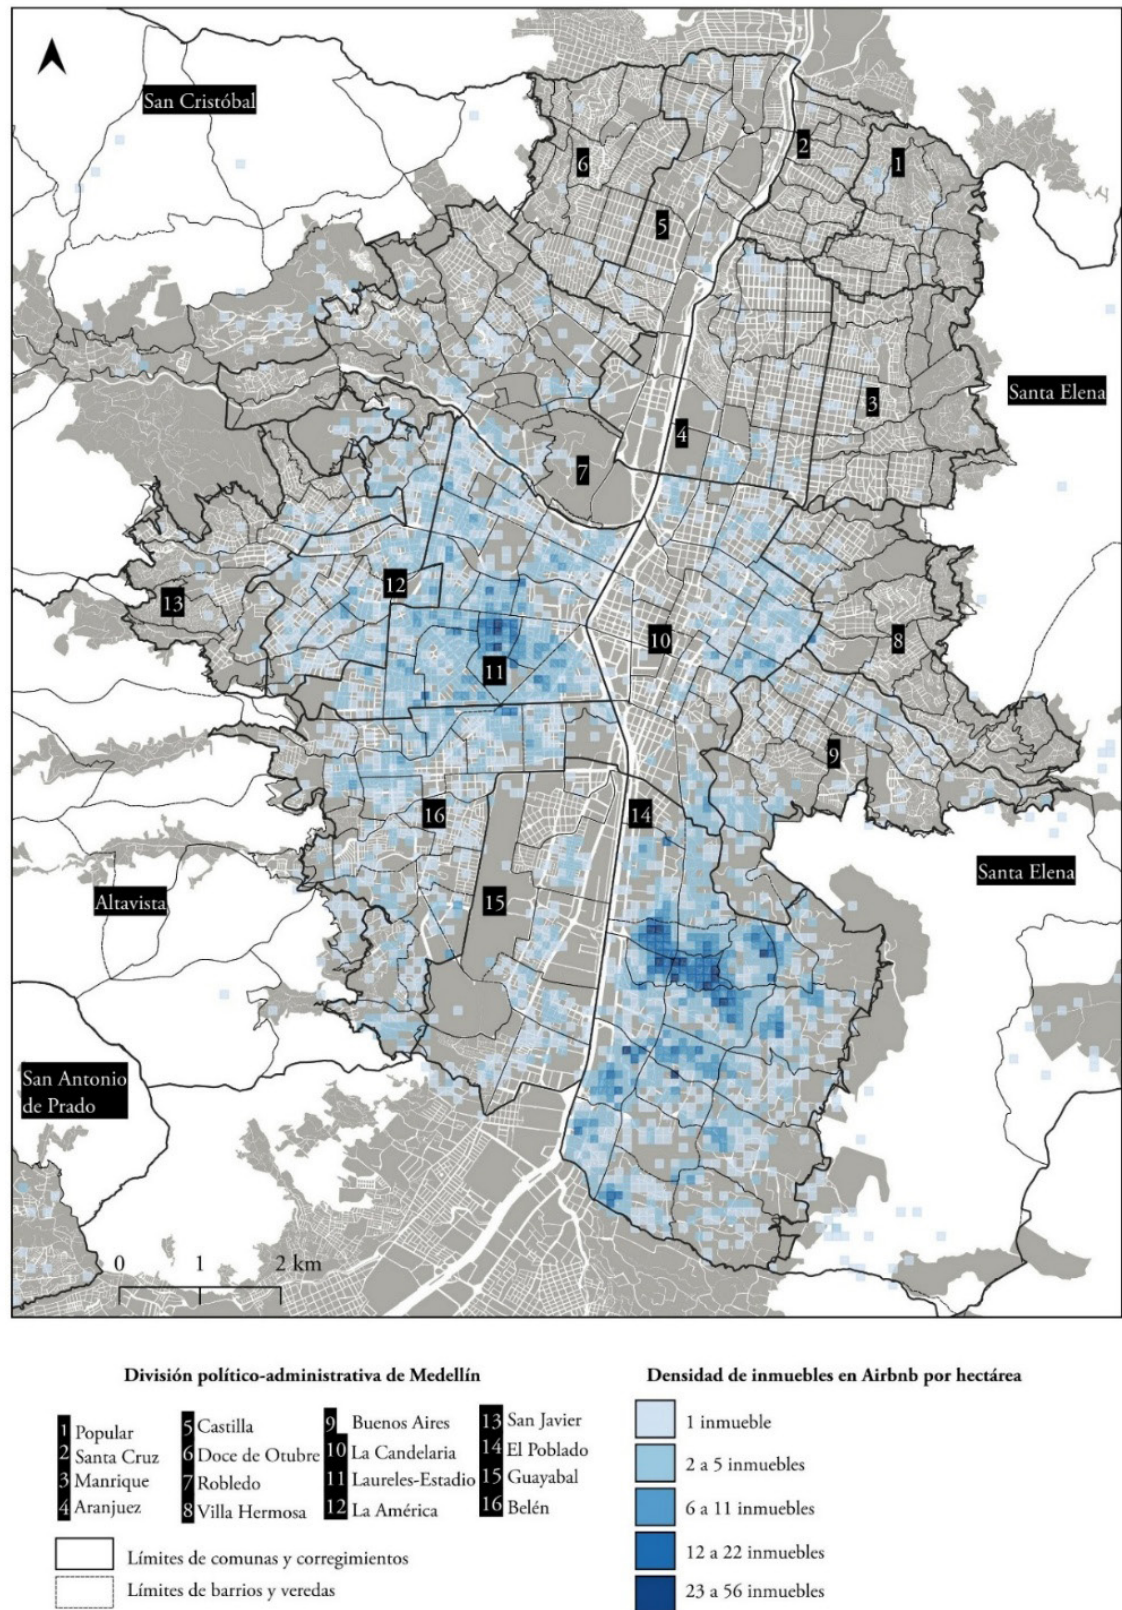 San Cristóbal
2
1
6
5
Santa Elena
3
4
7
12
13
11
10
8
9
16
14
15
Santa Elena
Altavista
San Antonio
de Prado
0 1 2 km
División político-administrativa de Medellín
1 Popular
2 Santa Cruz
3 Manrique
4 Aranjuez
5 Castilla
6 Doce de Otubre
7 Robledo
8 Villa Hermosa
9 Buenos Aires
10 La Candelaria
11 Laureles-Estadio
12 La América
13 San Javier
14 El Poblado
15 Guayabal
16 Belén
Límites de comunas y corregimientos
Límites de barrios y veredas
Densidad de inmuebles en Airbnb por hectárea
1 inmueble
2 a 5 inmuebles
6 a 11 inmuebles
12 a 22 inmuebles
23 a 56 inmuebles